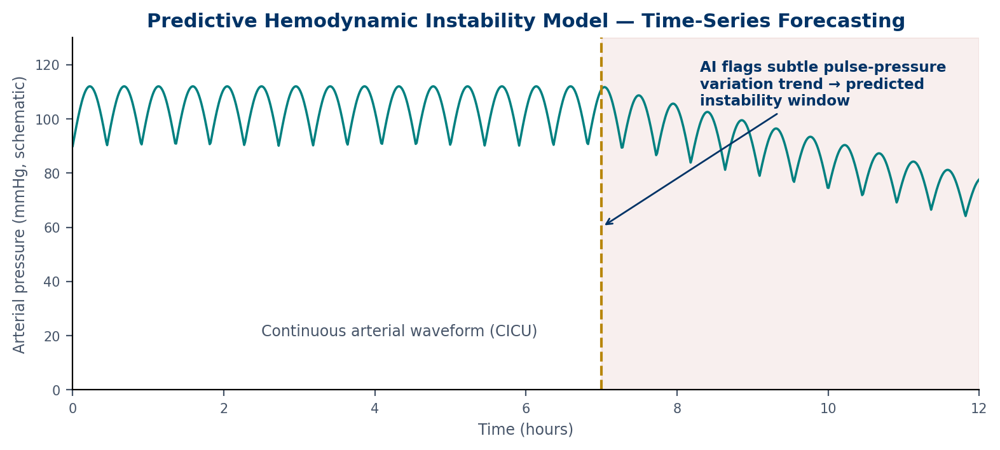 Predictive Hemodynamic Instability Model — Time-Series Forecasting
Arterial pressure (mmHg, schematic)
120
100
80
60
40
20
0
AI flags subtle pulse-pressure
variation trend → predicted
instability window
Continuous arterial waveform (CICU)
0
2
4
6
8
10
12
Time (hours)